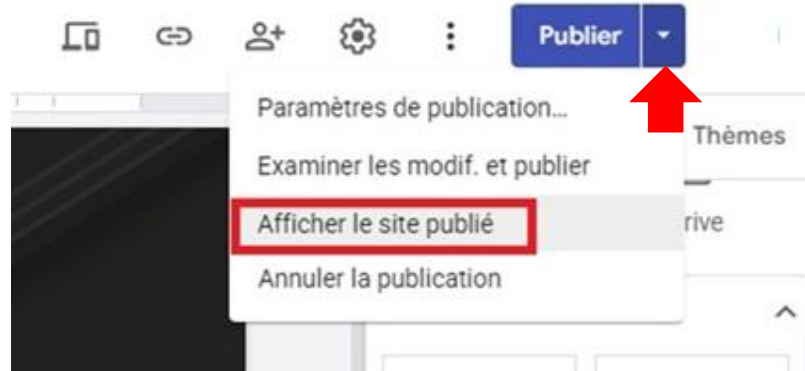 Publier
Paramètres de publication...
Thèmes
Examiner les modif. et publier
Afficher le site publié
rive
Annuler la publication